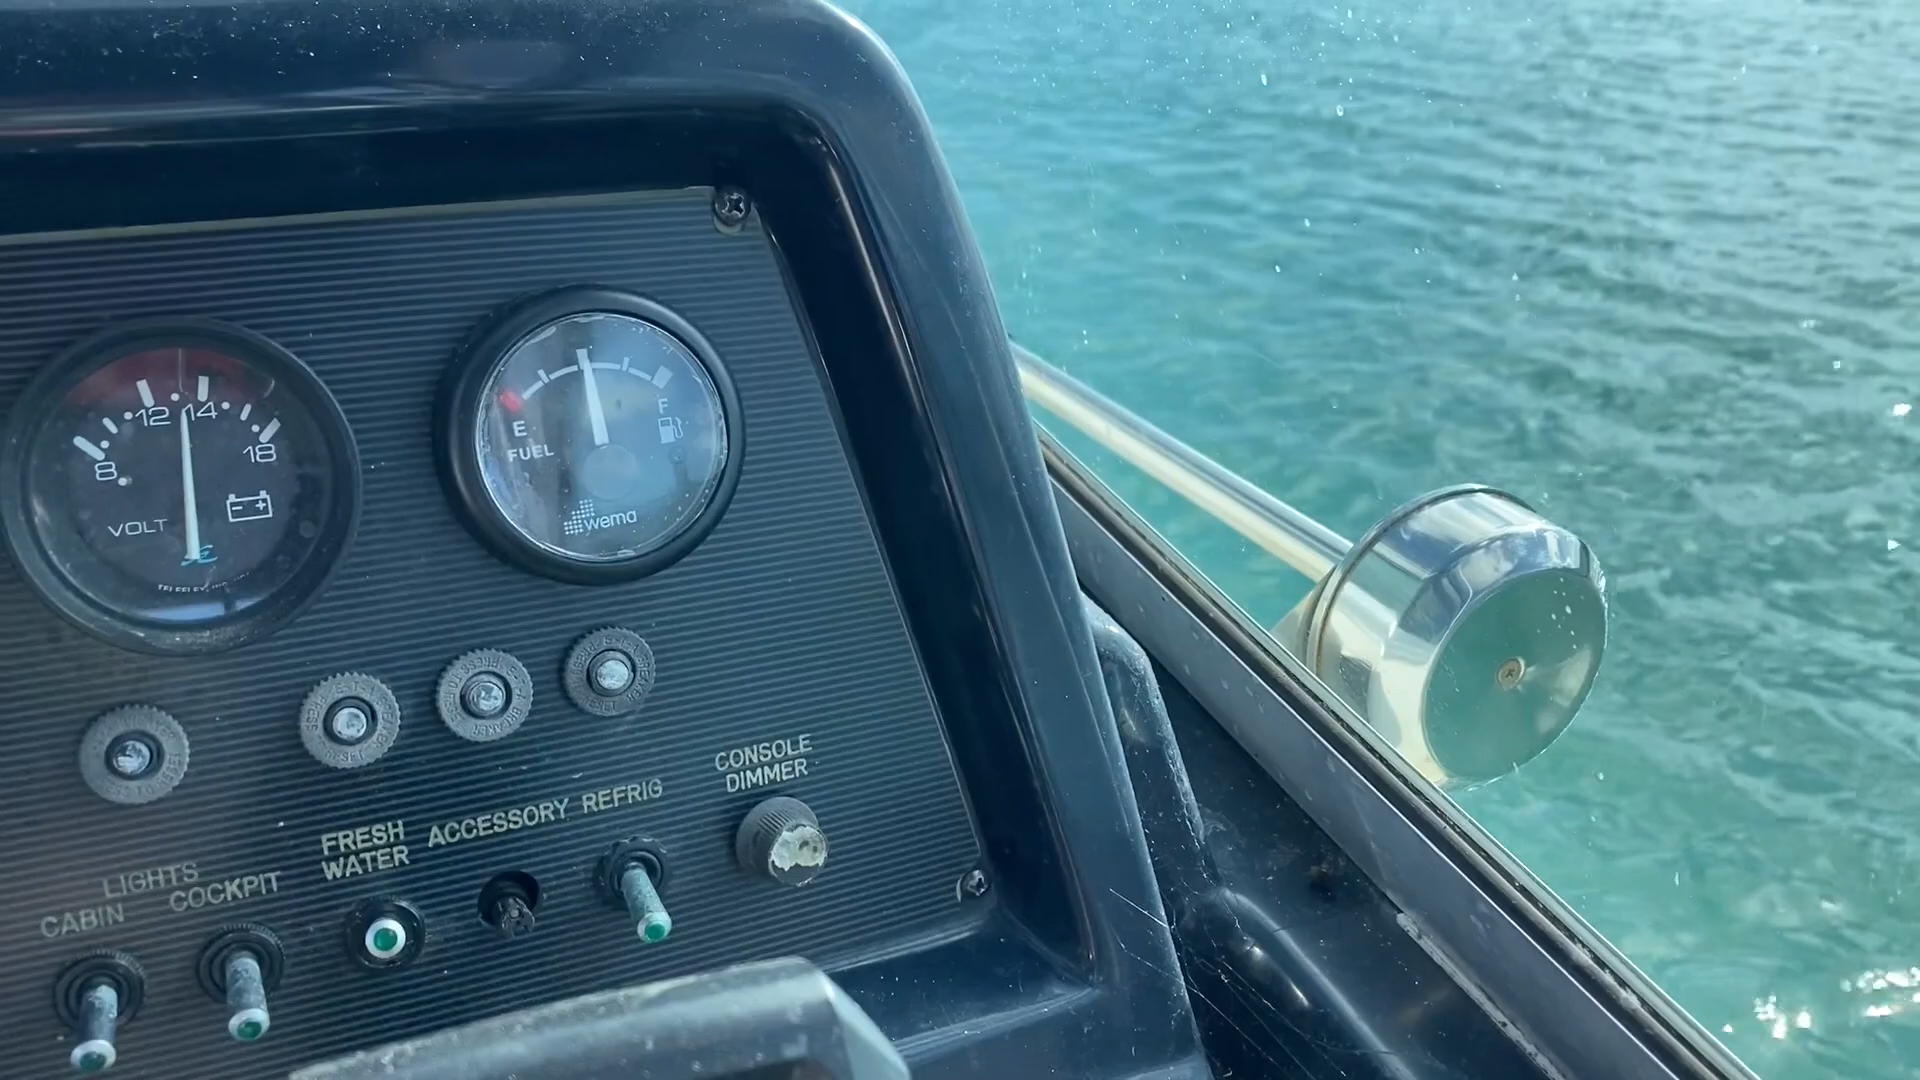 8 12 14 18
VOLT
E F
FUEL
wema
CONSOLE
DIMMER
LIGHTS
CABIN
COCKPIT
FRESH
WATER
ACCESSORY
REFRIG